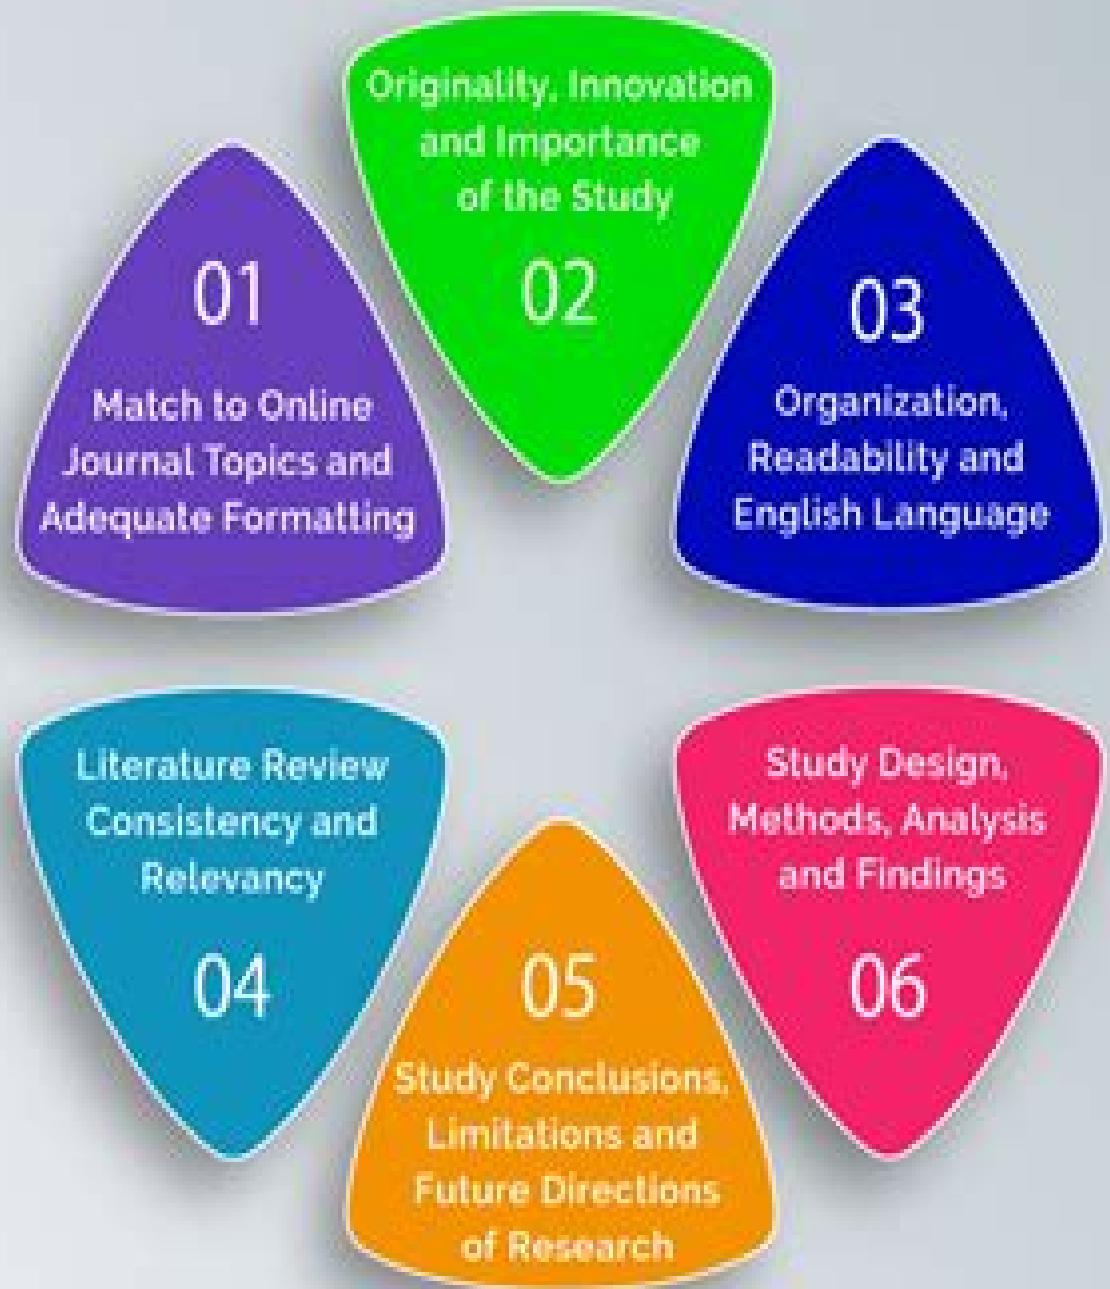 01
Match to Online
Journal Topics and
Adequate Formatting
Originality, Innovation
and Importance
of the Study
02
03
Organization,
Readability and
English Language
Literature Review
Consistency and
Relevancy
04
05
Study Conclusions,
Limitations and
Future Directions
of Research
Study Design,
Methods, Analysis
and Findings
06